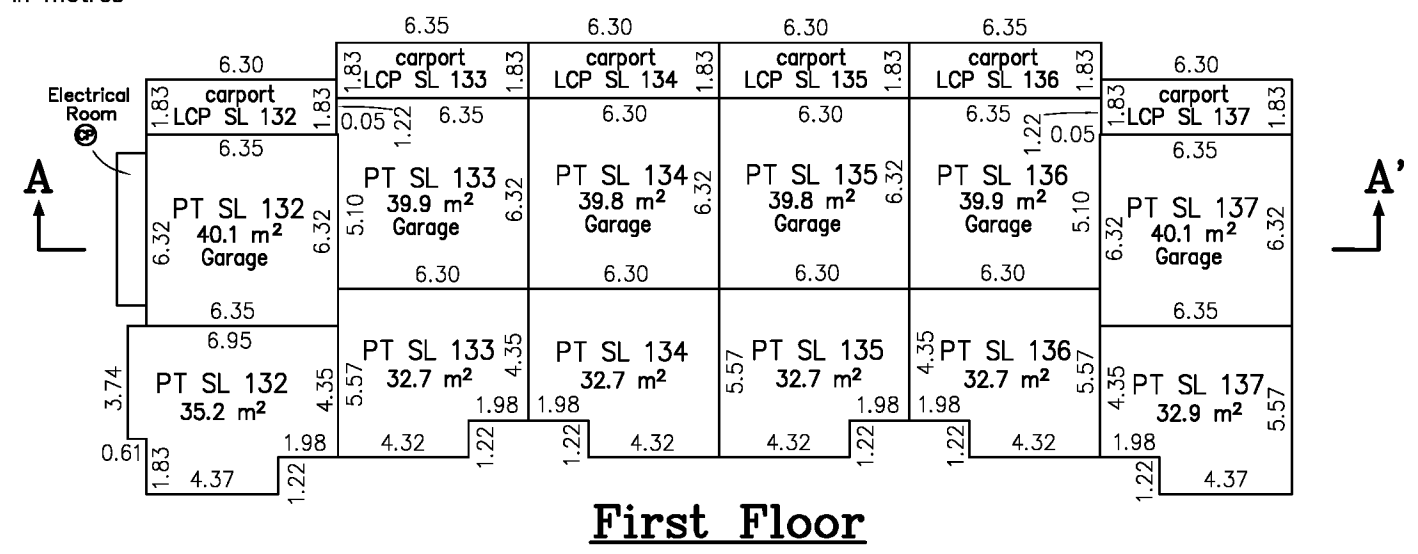 6.35
6.30
6.30
6.35
1.83
carport
LCP SL 133
1.83
carport
LCP SL 134
1.83
carport
LCP SL 135
1.83
carport
LCP SL 136
1.83
6.30
6.30
1.83
carport
LCP SL 132
1.83
1.83
carport
LCP SL 137
1.83
Electrical
Room
CP
0.05
1.22
6.35
6.30
6.30
6.35
1.22
0.05
6.35
6.35
A
A'
PT SL 132
40.1 m²
Garage
6.32
6.32
5.10
PT SL 133
39.9 m²
Garage
6.32
PT SL 134
39.8 m²
Garage
6.32
PT SL 135
39.8 m²
Garage
6.32
PT SL 136
39.9 m²
Garage
5.10
6.32
PT SL 137
40.1 m²
Garage
6.32
6.30
6.30
6.30
6.30
6.35
6.35
6.95
3.74
PT SL 132
35.2 m²
4.35
5.57
PT SL 133
32.7 m²
4.35
PT SL 134
32.7 m²
5.57
PT SL 135
32.7 m²
4.35
PT SL 136
32.7 m²
5.57
4.35
PT SL 137
32.9 m²
5.57
1.98
1.98
1.98
1.98
0.61
1.83
1.98
4.32
1.22
1.22
4.32
4.32
1.22
1.22
4.32
1.98
4.37
1.22
1.22
4.37
First Floor